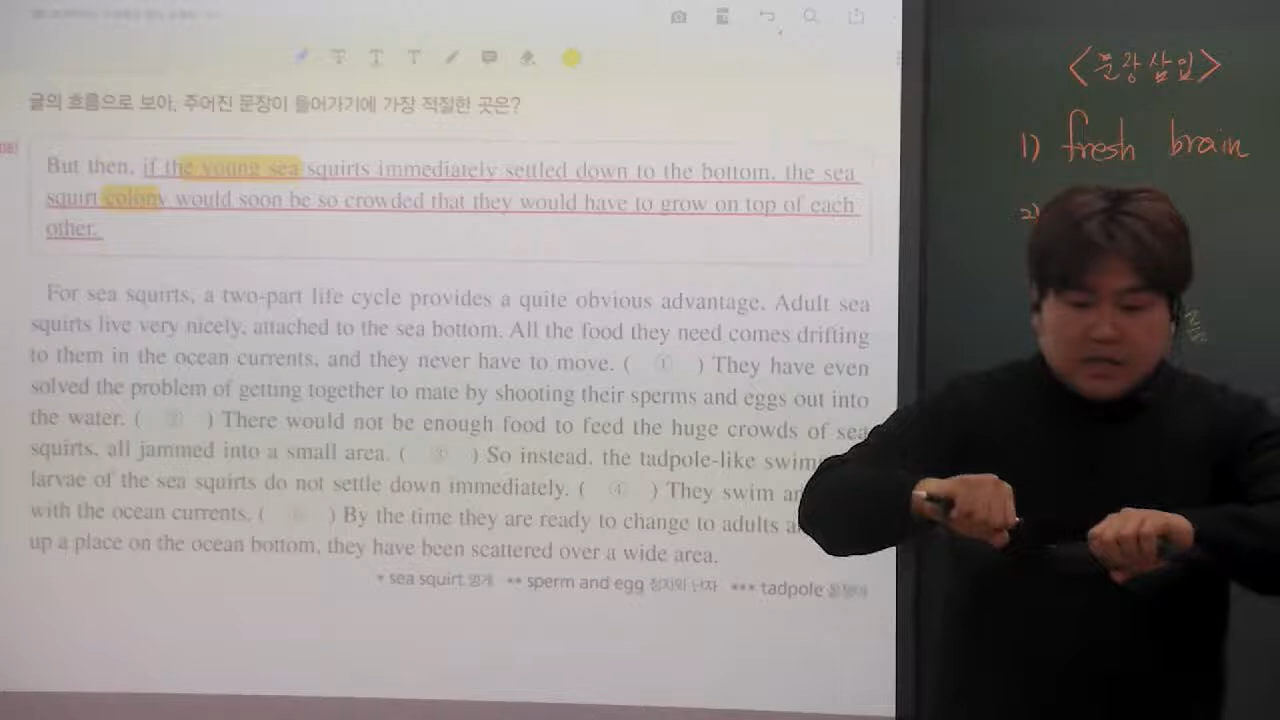 글의 흐름으로 보아, 주어진 문장이 들어가기에 가장 적절한 곳은?
But then, if the young sea squirts immediately settled down to the bottom, the sea
squirt colony would soon be so crowded that they would have to grow on top of each
other.
For sea squirts, a two-part life cycle provides a quite obvious advantage. Adult sea
squirts live very nicely, attached to the sea bottom. All the food they need comes drifting
to them in the ocean currents, and they never have to move. ( ① ) They have even
solved the problem of getting together to mate by shooting their sperms and eggs out into
the water. ( ② ) There would not be enough food to feed the huge crowds of sea
squirts, all jammed into a small area. ( ③ ) So instead, the tadpole-like swim
larvae of the sea squirts do not settle down immediately. ( ④ ) They swim
with the ocean currents. ( ) By the time they are ready to change to adults
up a place on the ocean bottom, they have been scattered over a wide area.
* sea squirt 멍게 ** sperm and egg 정자와 난자 *** tadpole 올챙이
<문장삽입>
1) fresh brain
2)